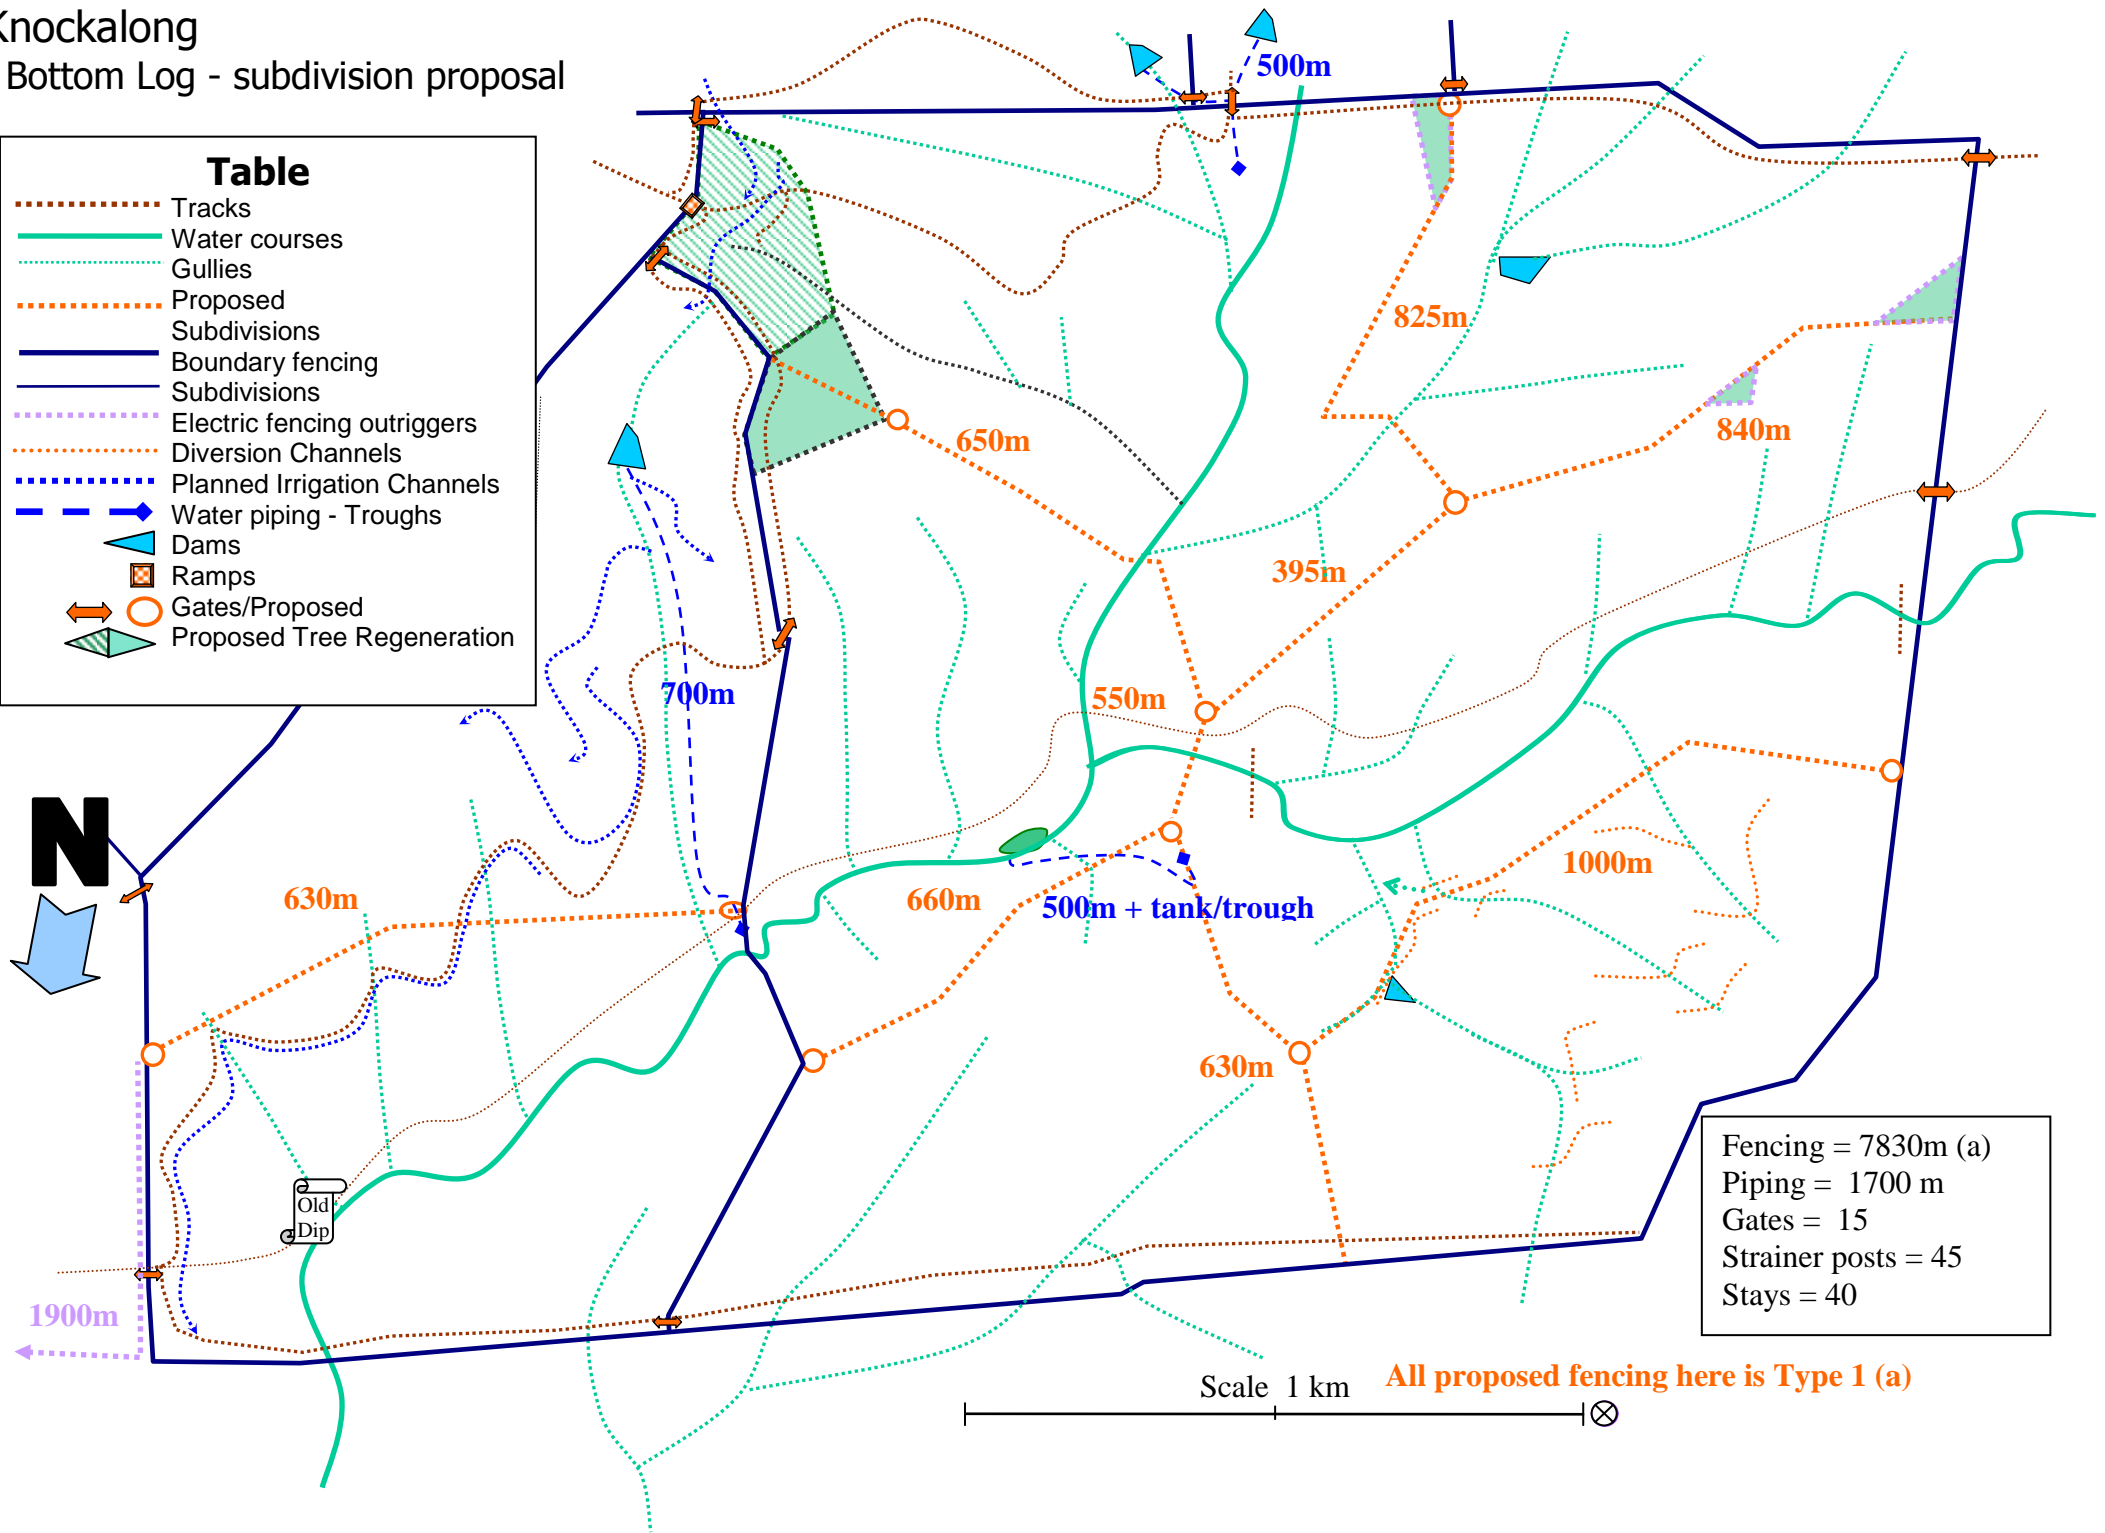 Knockalong
Bottom Log - subdivision proposal
Table
Tracks
Water courses
Gullies
Proposed
Subdivisions
Boundary fencing
Subdivisions
Electric fencing outriggers
Diversion Channels
Planned Irrigation Channels
Water piping - Troughs
Dams
Ramps
Gates/Proposed
Proposed Tree Regeneration
500m
825m
650m
840m
395m
700m
550m
1000m
630m
660m
500m + tank/trough
630m
N
Old
Dip
1900m
Fencing = 7830m (a)
Piping = 1700 m
Gates = 15
Strainer posts = 45
Stays = 40
Scale 1 km
All proposed fencing here is Type 1 (a)